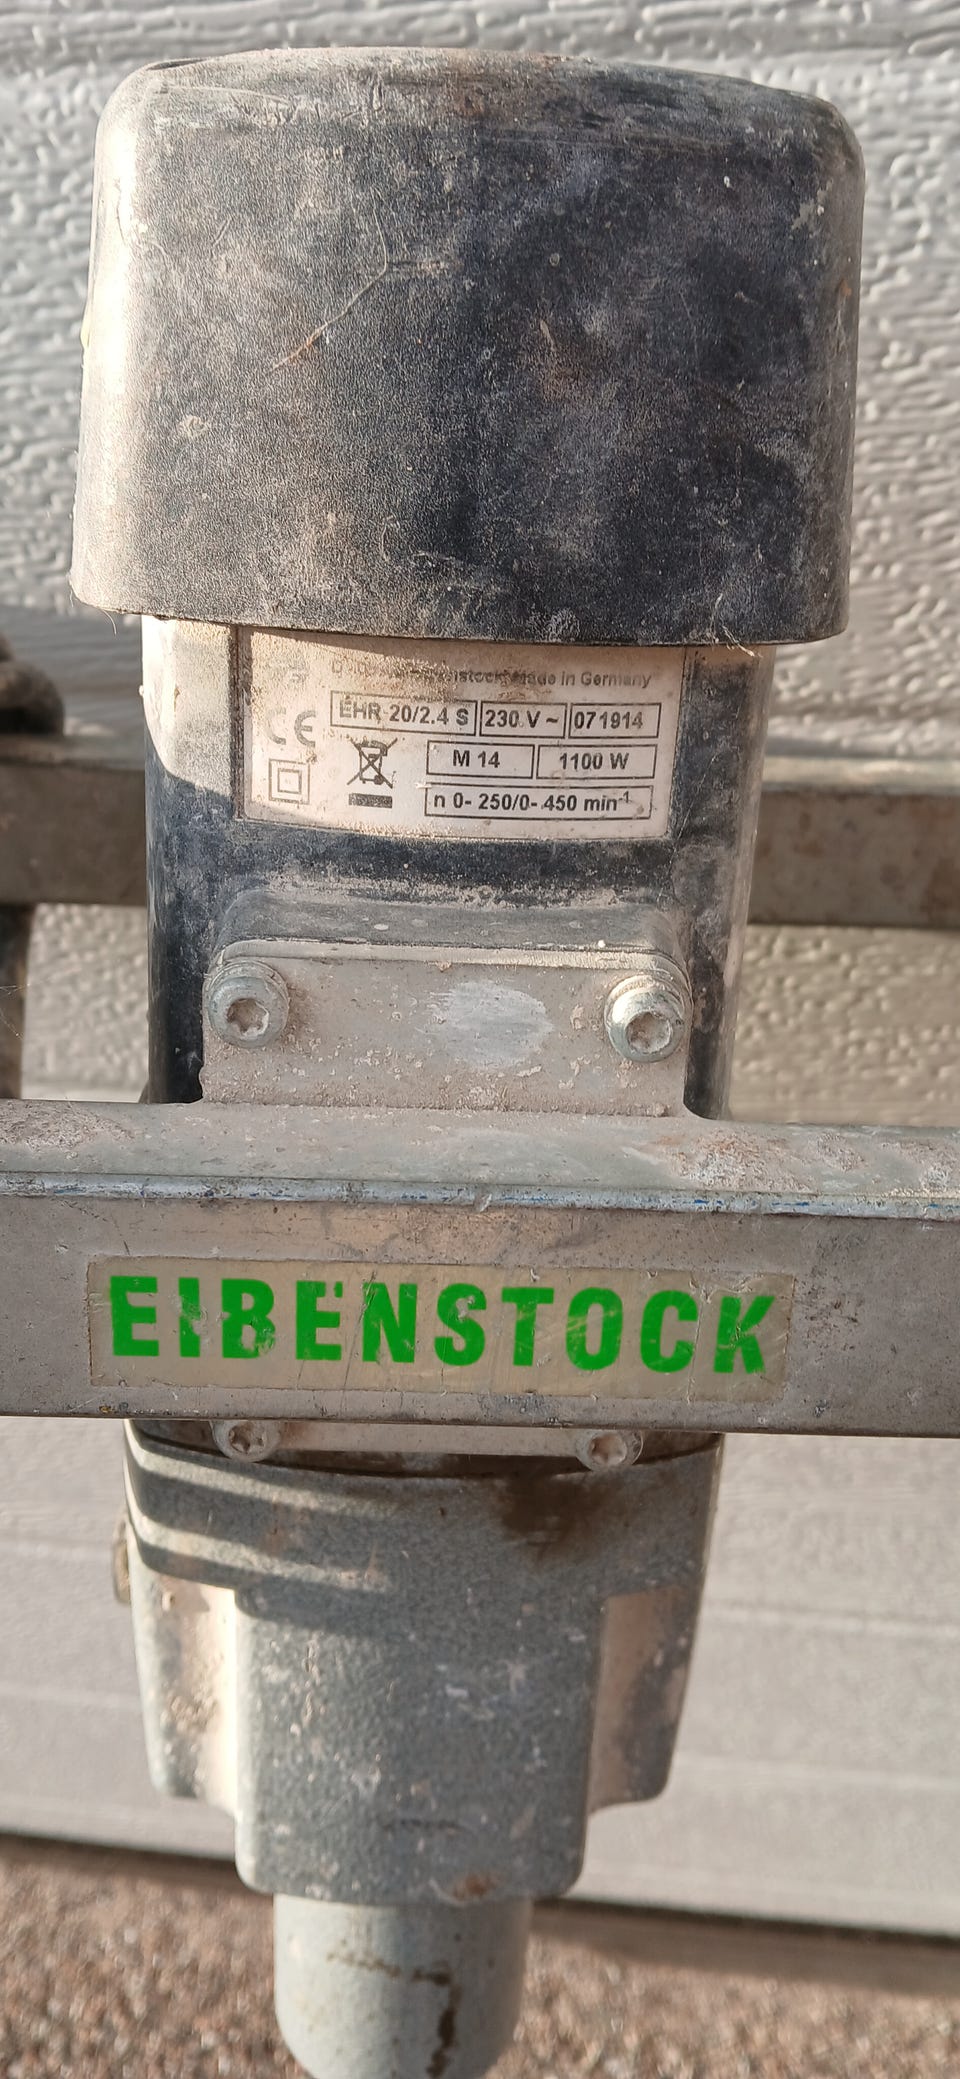 Made in Germany
CE EHR 20/2.4 S 230 V ~ 071914
M 14 1100 W
n 0- 250/0- 450 min-1
EIBENSTOCK